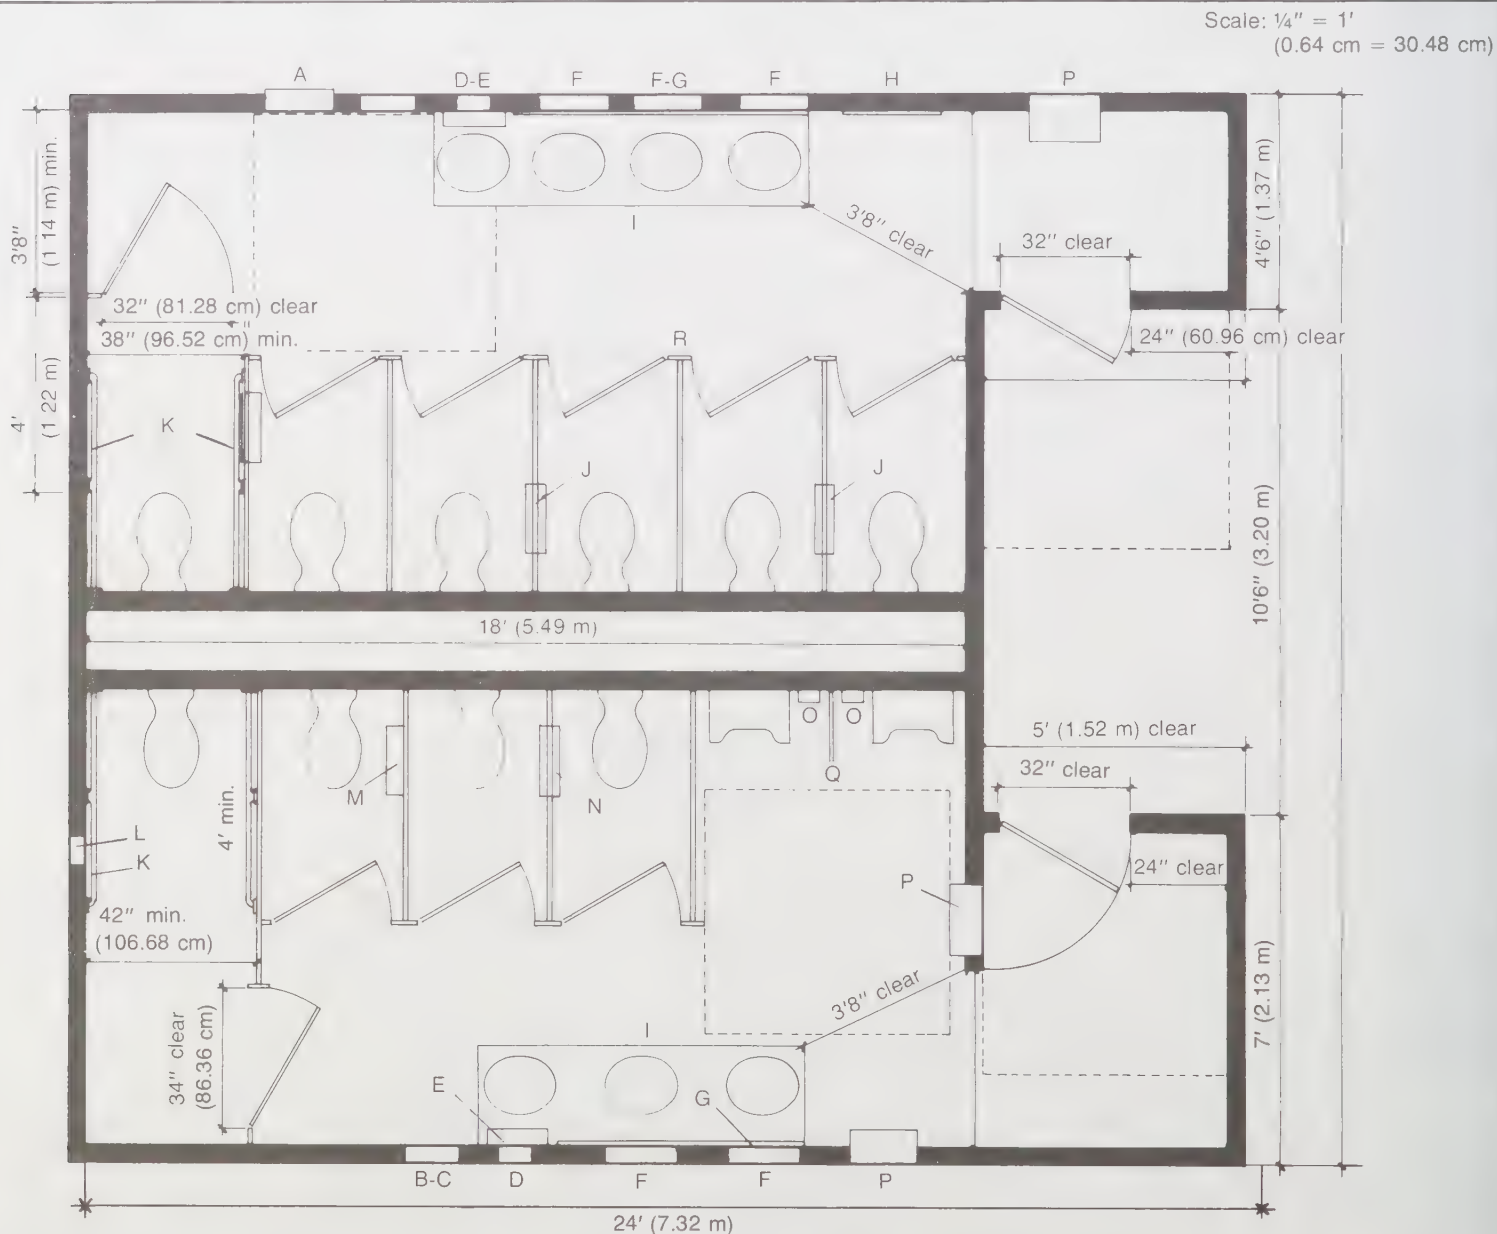 Scale: ¼" = 1'
(0.64 cm = 30.48 cm)
A
D-E
F
F-G
F
H
P
3'8"
(1 14 m) min.
I
3'8" clear
32" clear
4'6" (1.37 m)
32" (81.28 cm) clear
38" (96.52 cm) min.
R
24" (60.96 cm) clear
4'
(1 22 m)
K
J
J
10'6" (3.20 m)
18' (5.49 m)
5' (1.52 m) clear
O
O
32" clear
Q
M
N
4' min.
L
K
P
24" clear
42" min.
(106.68 cm)
3'8" clear
34" clear
(86.36 cm)
I
7' (2.13 m)
E
G
B-C
D
F
F
P
24' (7.32 m)